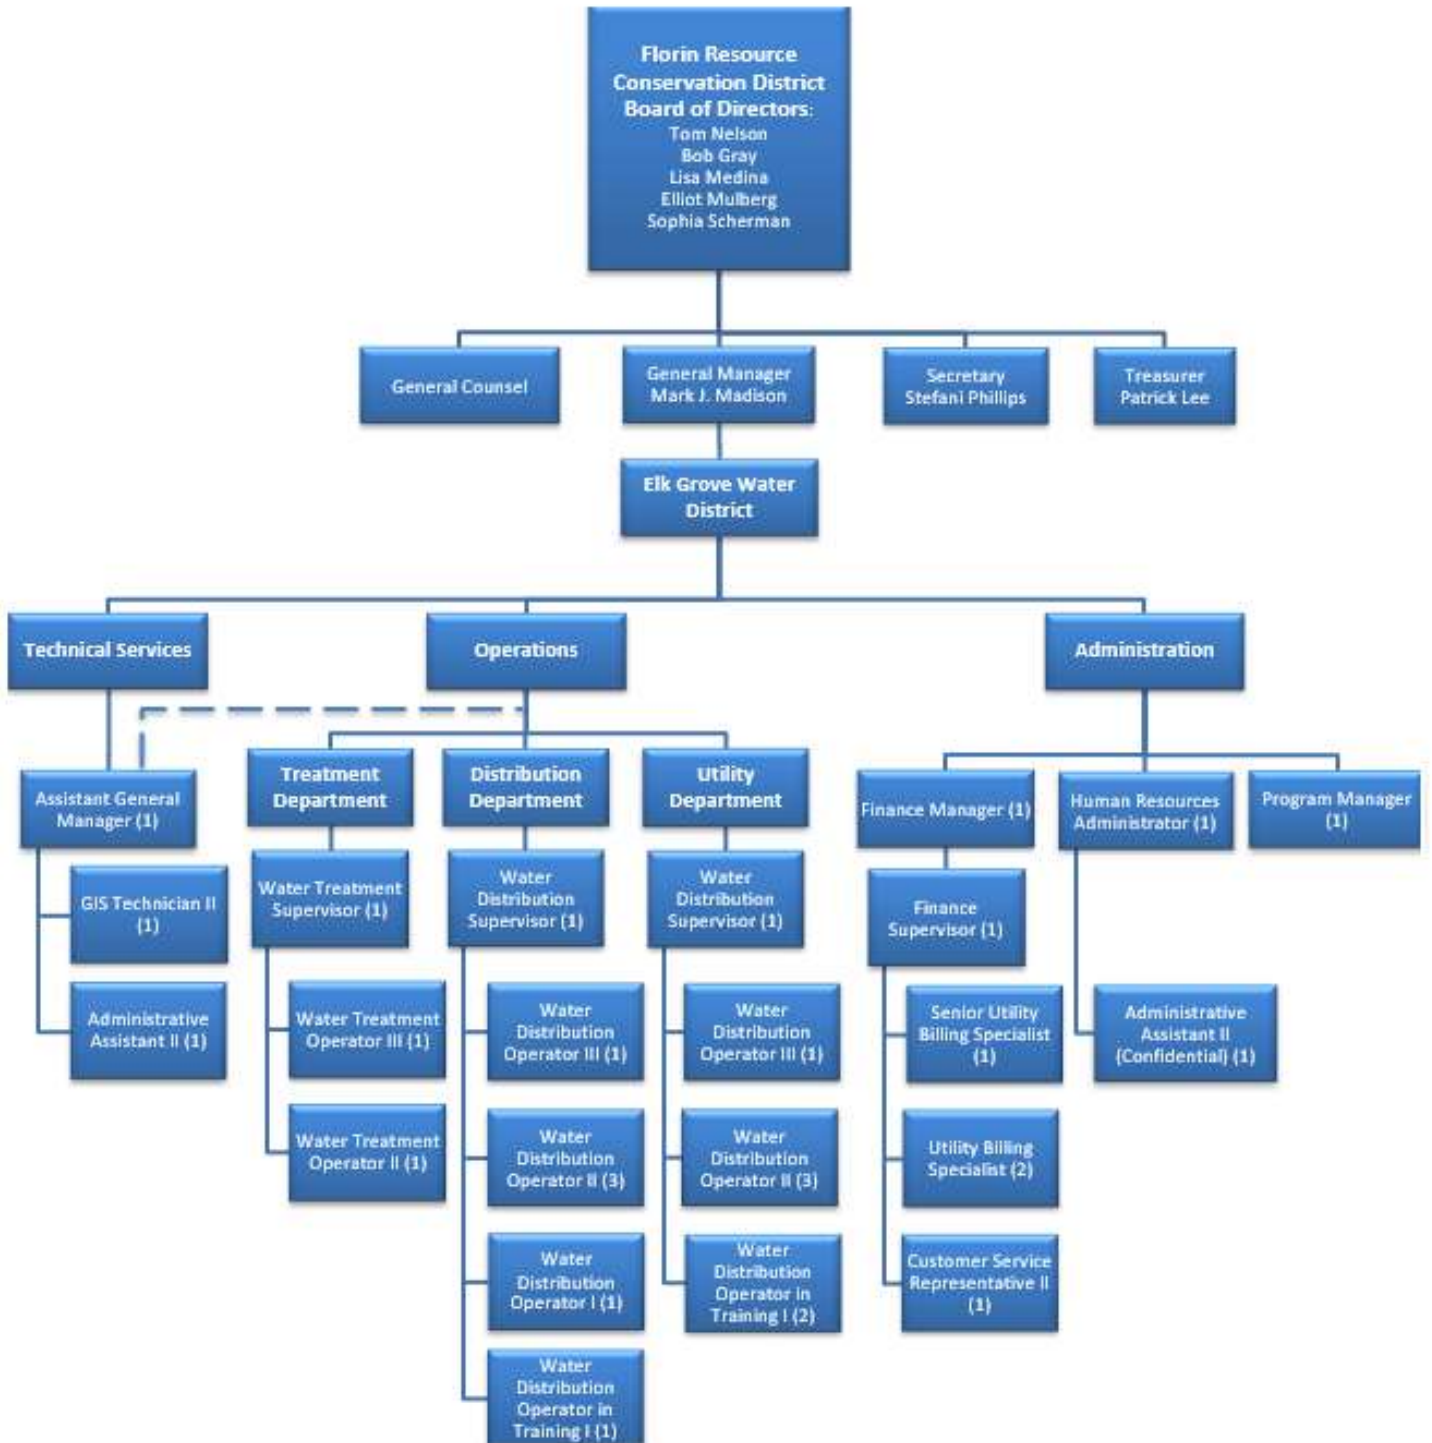 Florin Resource
Conservation District
Board of Directors:
Tom Nelson
Bob Gray
Lisa Medina
Elliot Mulberg
Sophia Scherman
General Counsel
General Manager
Mark J. Madison
Secretary
Stefani Phillips
Treasurer
Patrick Lee
Elk Grove Water
District
Technical Services
Operations
Administration
Assistant General
Manager (1)
GIS Technician II
(1)
Administrative
Assistant II (1)
Treatment
Department
Water Treatment
Supervisor (1)
Water Treatment
Operator III (1)
Water Treatment
Operator II (1)
Distribution
Department
Water
Distribution
Supervisor (1)
Water
Distribution
Operator III (1)
Water
Distribution
Operator II (3)
Water
Distribution
Operator I (1)
Water
Distribution
Operator in
Training I (1)
Utility
Department
Water
Distribution
Supervisor (1)
Water
Distribution
Operator III (1)
Water
Distribution
Operator II (3)
Water
Distribution
Operator in
Training I (2)
Finance Manager (1)
Finance
Supervisor (1)
Senior Utility
Billing Specialist
(1)
Utility Billing
Specialist (2)
Customer Service
Representative II
(1)
Human Resources
Administrator (1)
Administrative
Assistant II
(Confidential) (1)
Program Manager
(1)